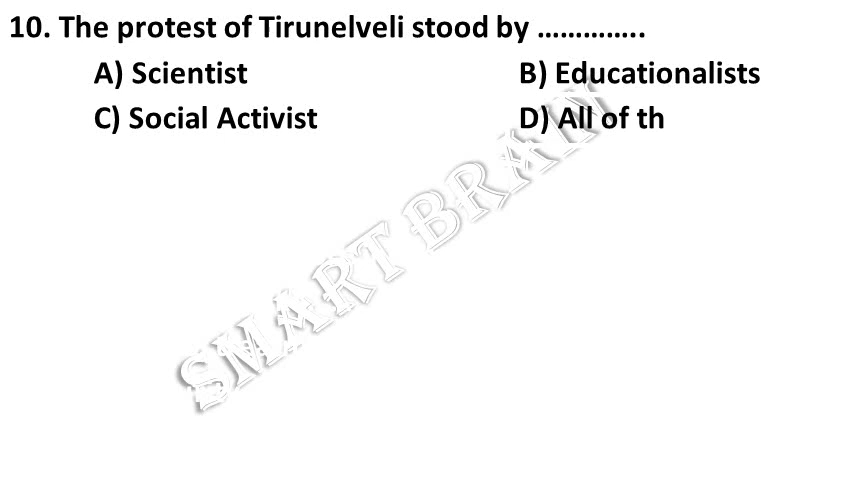 10. The protest of Tirunelveli stood by …………..
A) Scientist B) Educationalists
C) Social Activist D) All of th
SMART BRAIN